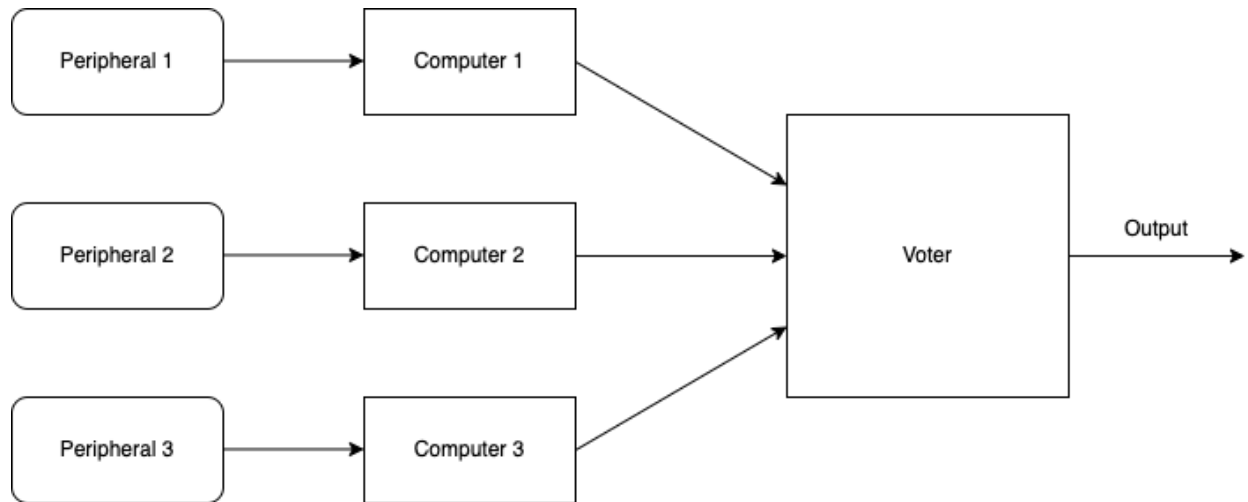 Peripheral 1
Computer 1
Peripheral 2
Computer 2
Voter
Output
Peripheral 3
Computer 3